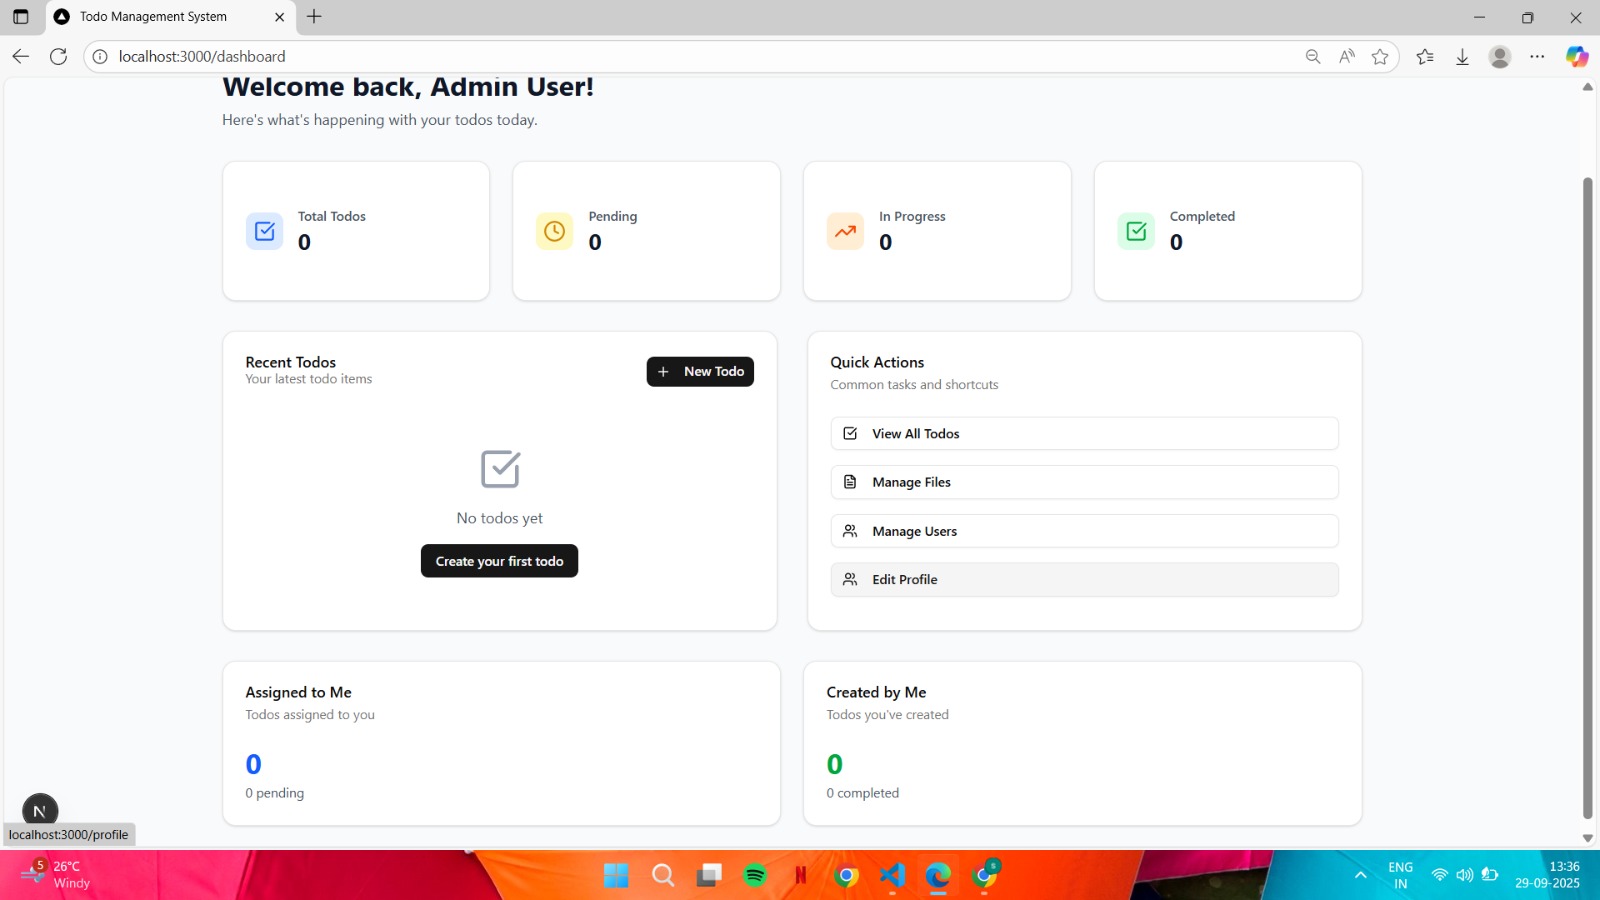 Todo Management System
localhost:3000/dashboard
Welcome back, Admin User!
Here's what's happening with your todos today.
Total Todos
0
Pending
0
In Progress
0
Completed
0
Recent Todos
Your latest todo items
New Todo
No todos yet
Create your first todo
Quick Actions
Common tasks and shortcuts
View All Todos
Manage Files
Manage Users
Edit Profile
Assigned to Me
Todos assigned to you
0
0 pending
Created by Me
Todos you've created
0
0 completed
N
localhost:3000/profile
5
26°C
Windy
N
S
ENG
IN
13:36
29-09-2025